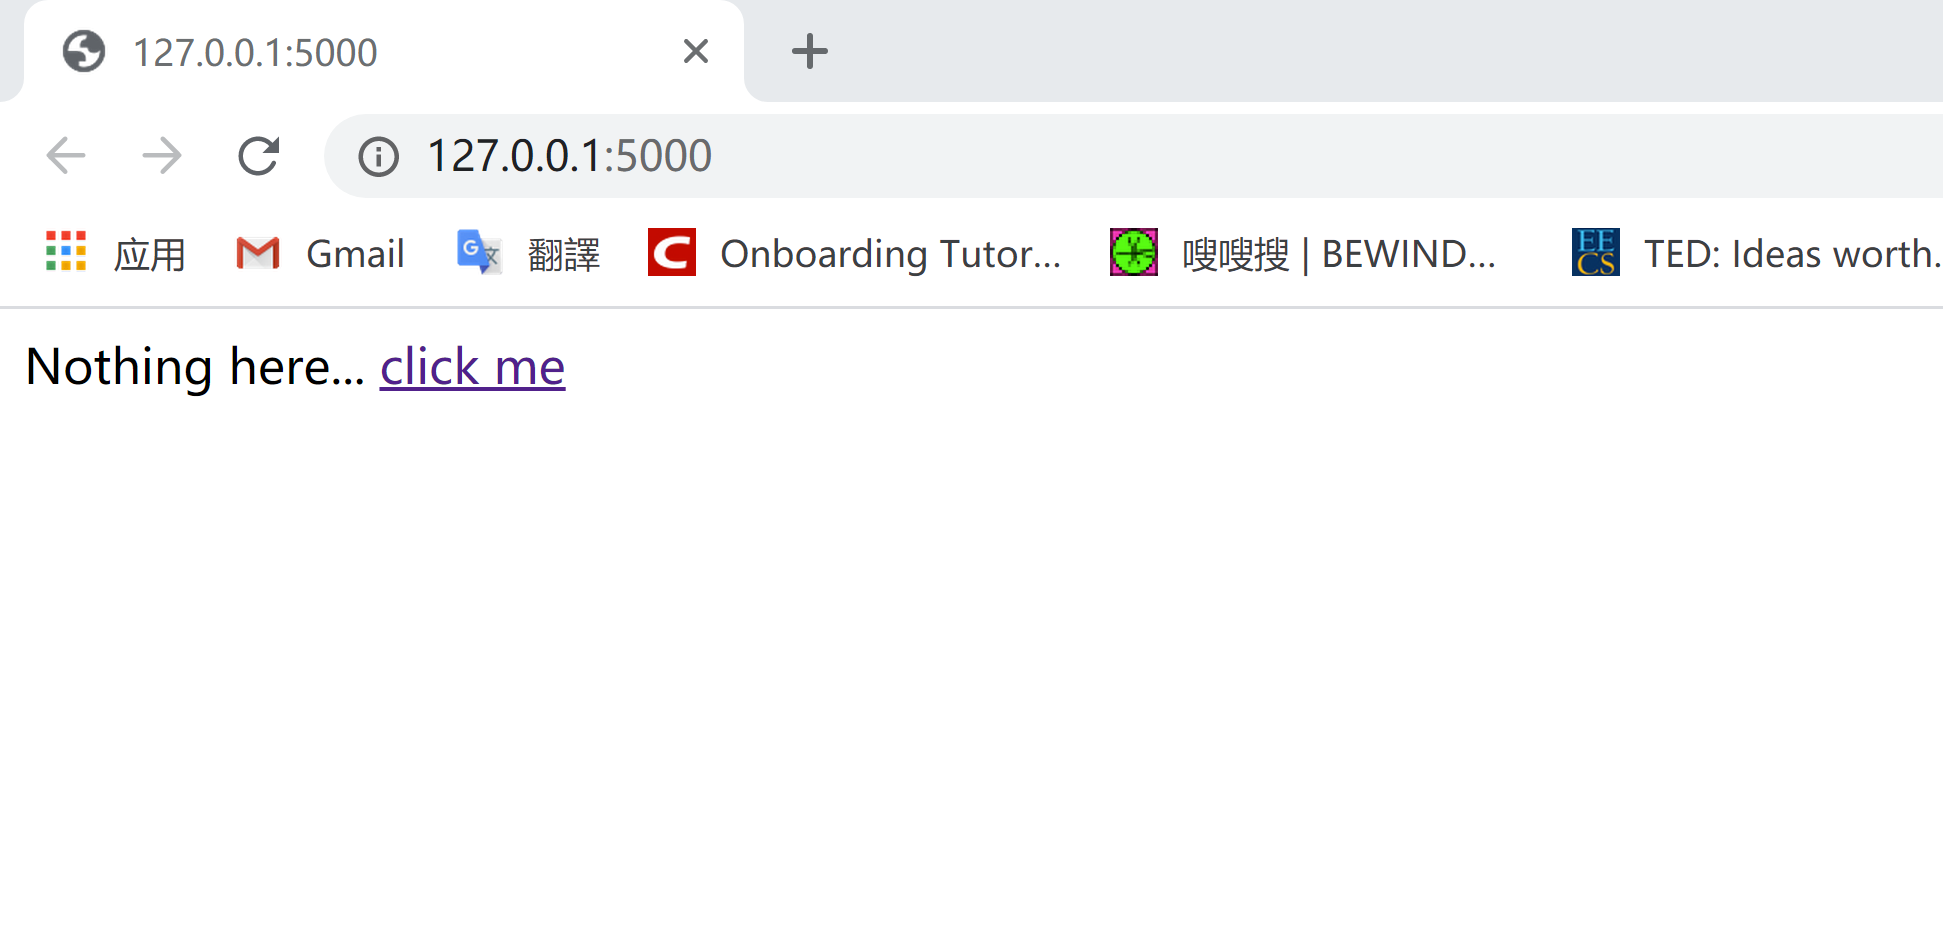 127.0.0.1:5000
127.0.0.1:5000
应用 Gmail 翻譯 Onboarding Tutor... 嗖嗖搜 | BEWIND... TED: Ideas worth.
Nothing here... click me